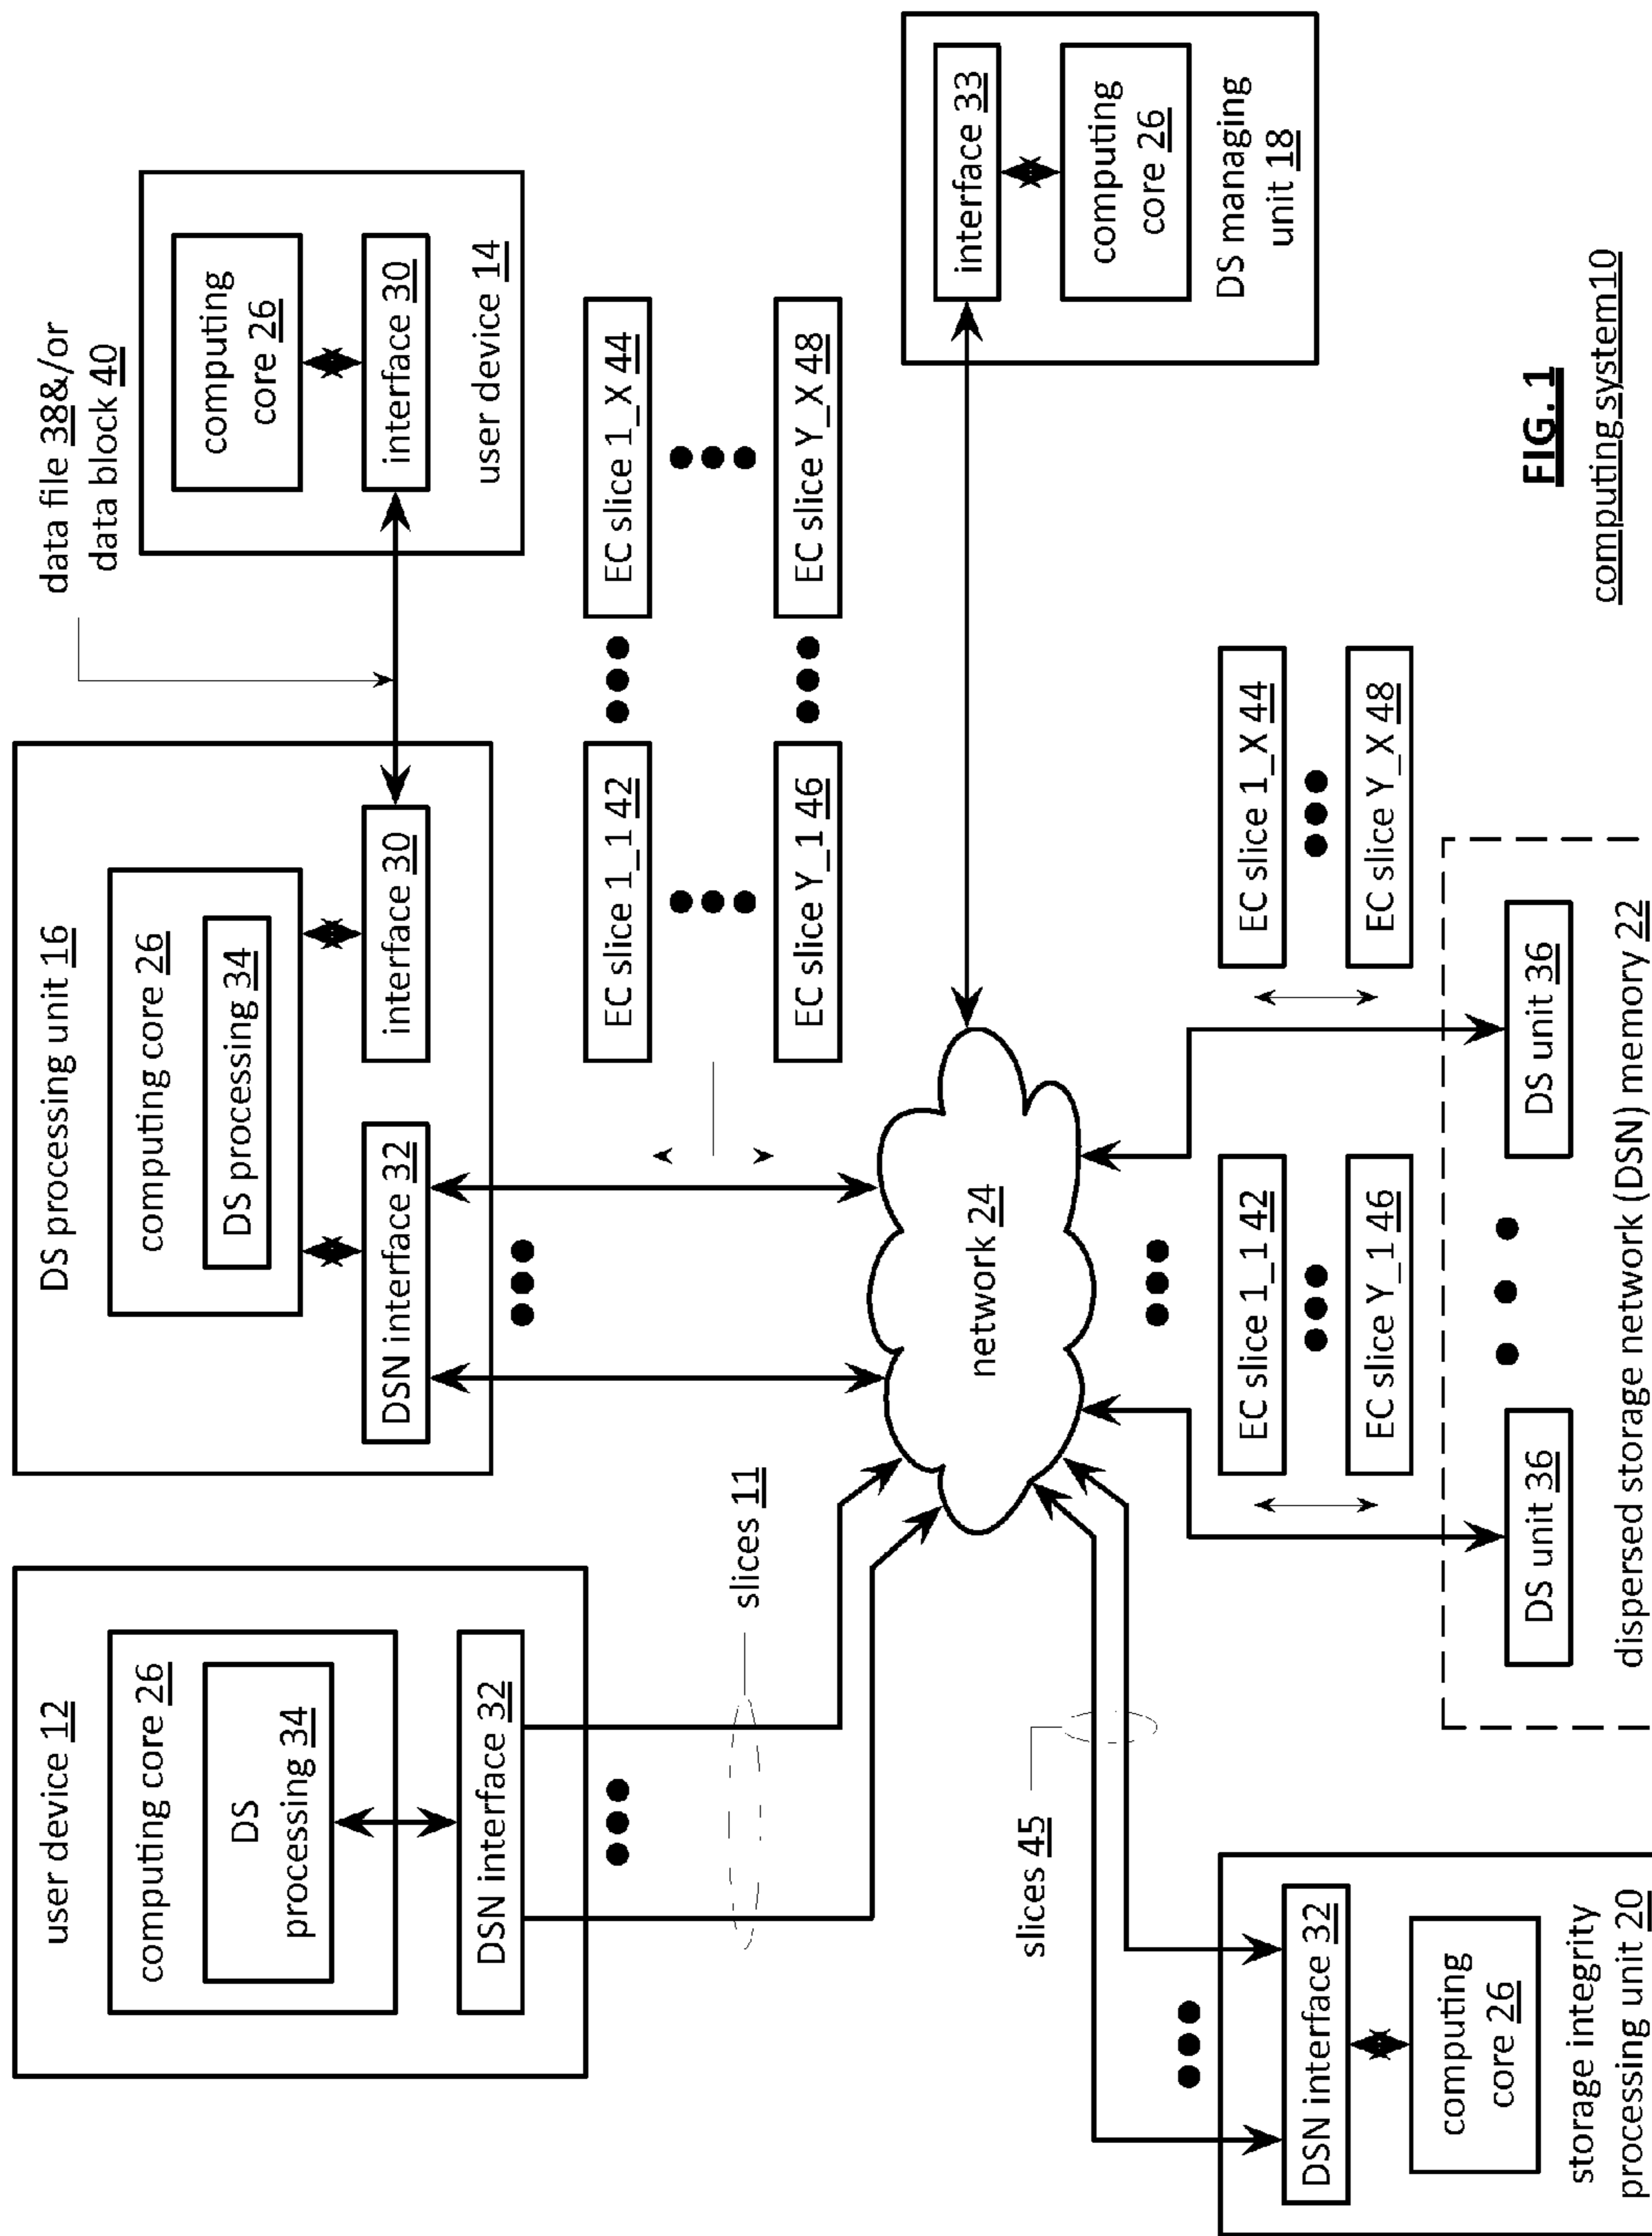 user device 12
computing core 26
DS
processing 34
DSN interface 32
slices 11
DS processing unit 16
computing core 26
DS processing 34
DSN interface 32
interface 30
data file 38&/or
data block 40
computing
core 26
interface 30
user device 14
EC slice 1_1 42
EC slice 1_X 44
EC slice Y_1 46
EC slice Y_X 48
network 24
interface 33
computing
core 26
DS managing
unit 18
slices 45
DSN interface 32
computing
core 26
storage integrity
processing unit 20
EC slice 1_1 42
EC slice Y_1 46
EC slice 1_X 44
EC slice Y_X 48
DS unit 36
DS unit 36
dispersed storage network (DSN) memory 22
FIG. 1
computing system10